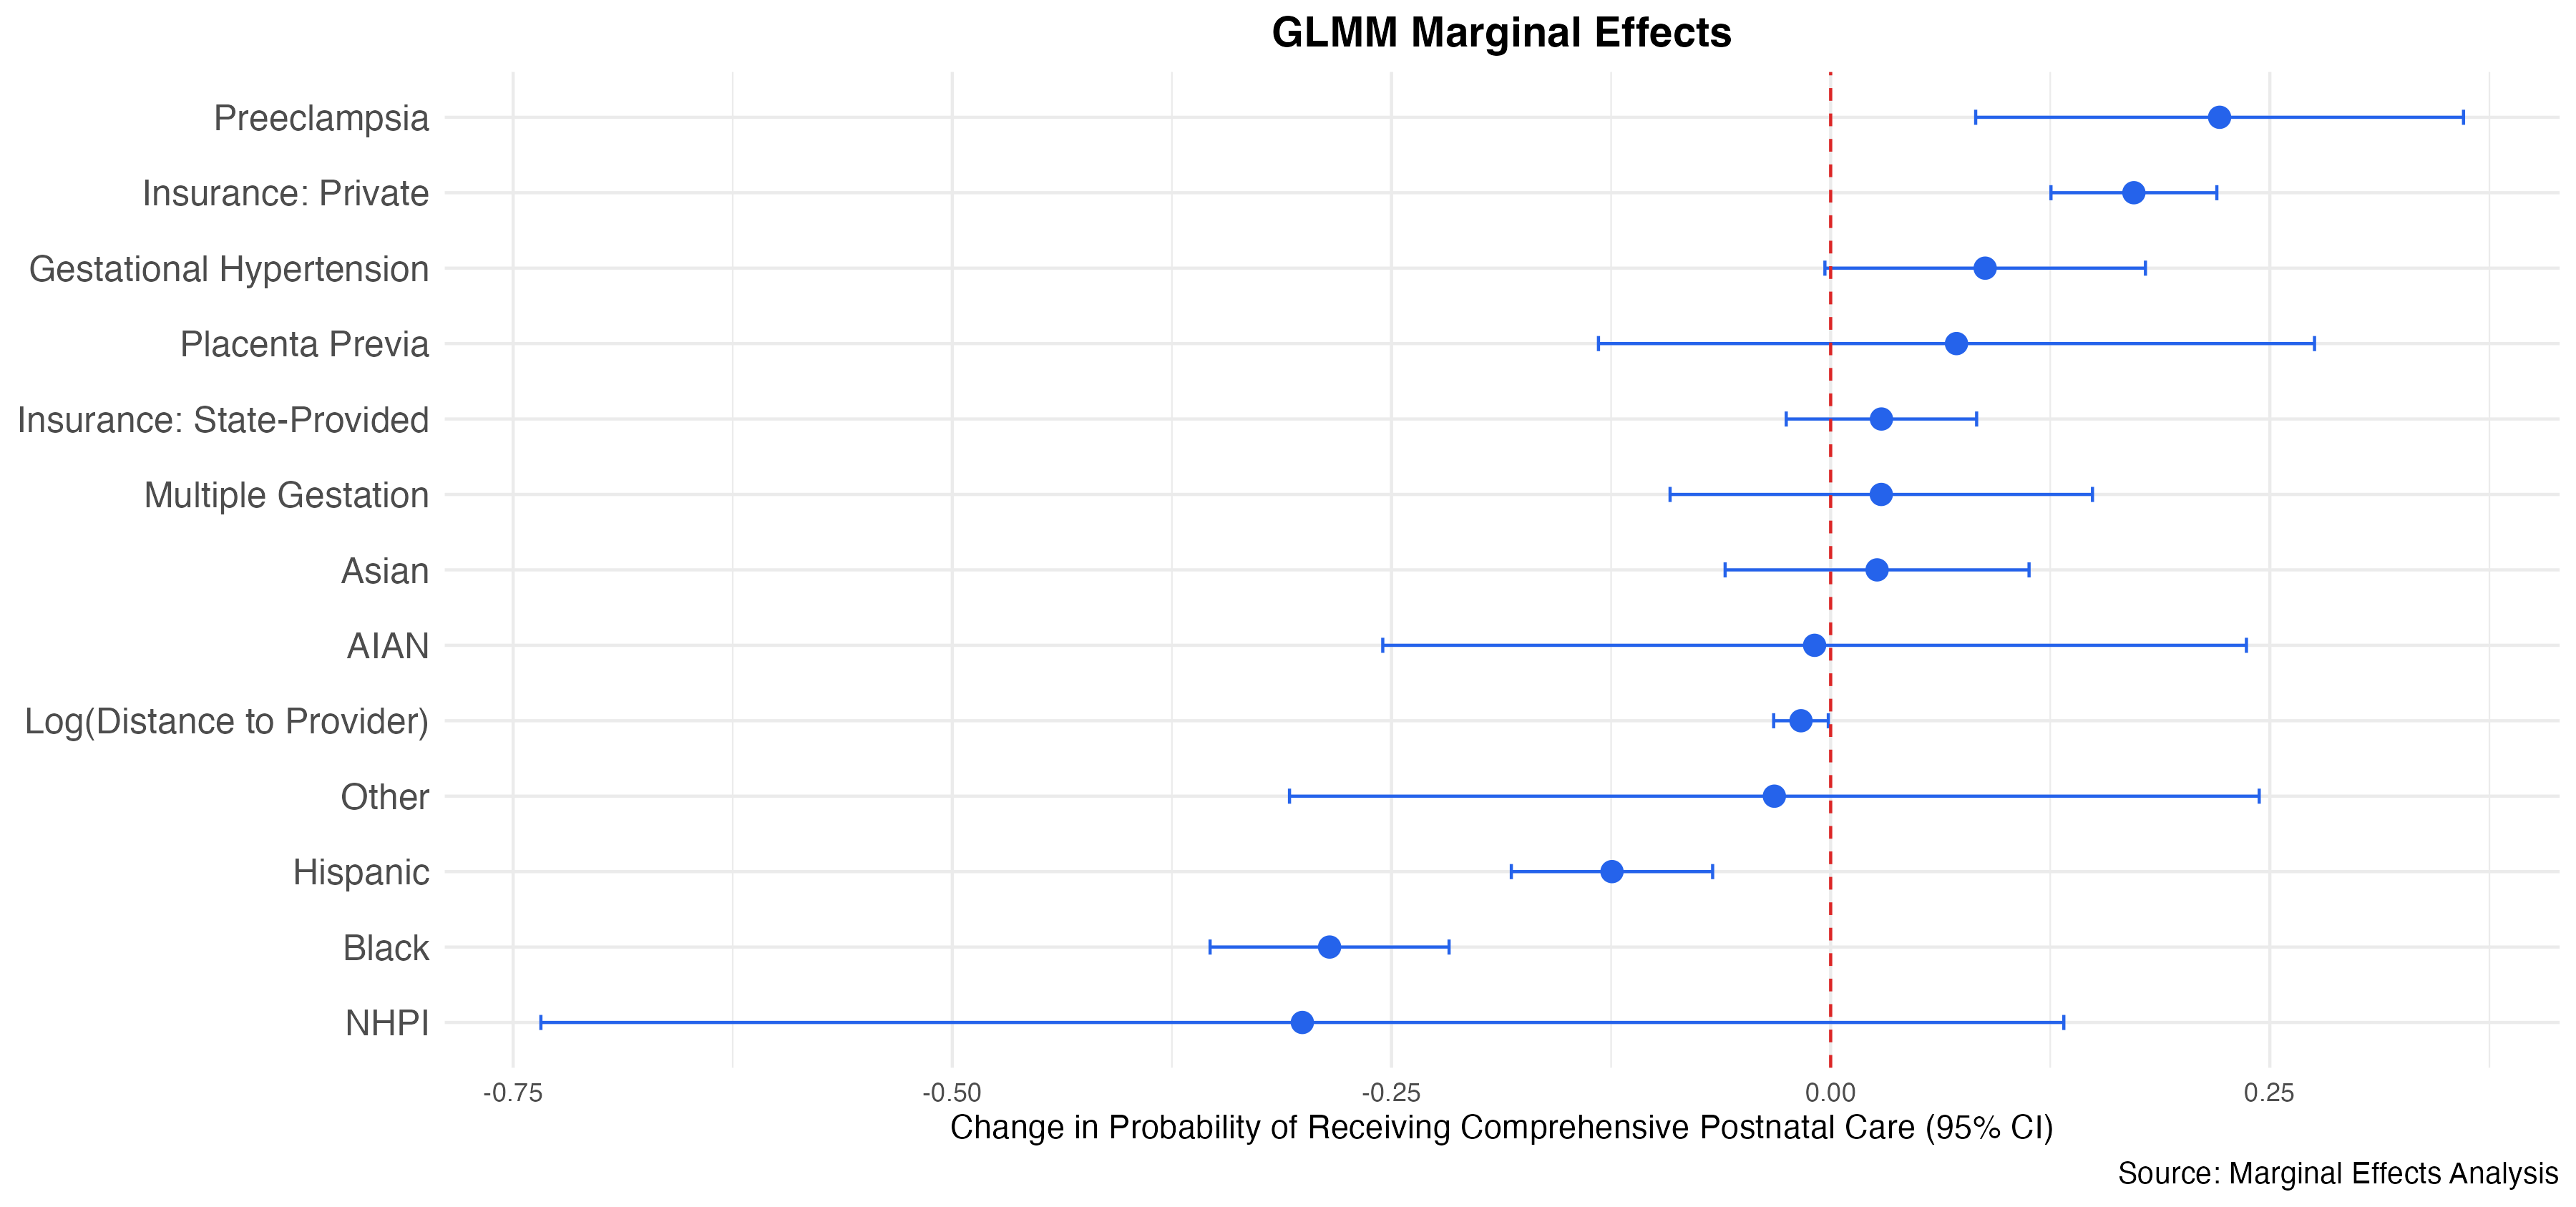 GLMM Marginal Effects
Preeclampsia
Insurance: Private
Gestational Hypertension
Placenta Previa
Insurance: State-Provided
Multiple Gestation
Asian
AIAN
Log(Distance to Provider)
Other
Hispanic
Black
NHPI
-0.75 -0.50 -0.25 0.00 0.25
Change in Probability of Receiving Comprehensive Postnatal Care (95% CI)
Source: Marginal Effects Analysis